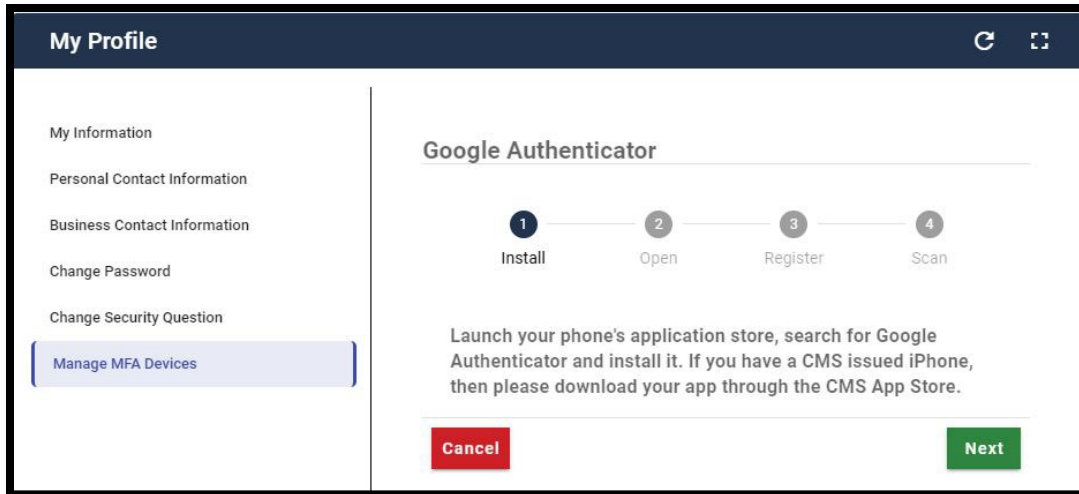 My Profile
My Information
Personal Contact Information
Business Contact Information
Change Password
Change Security Question
Manage MFA Devices
Google Authenticator
1 2 3 4
Install Open Register Scan
Launch your phone's application store, search for Google
Authenticator and install it. If you have a CMS issued iPhone,
then please download your app through the CMS App Store.
Cancel Next